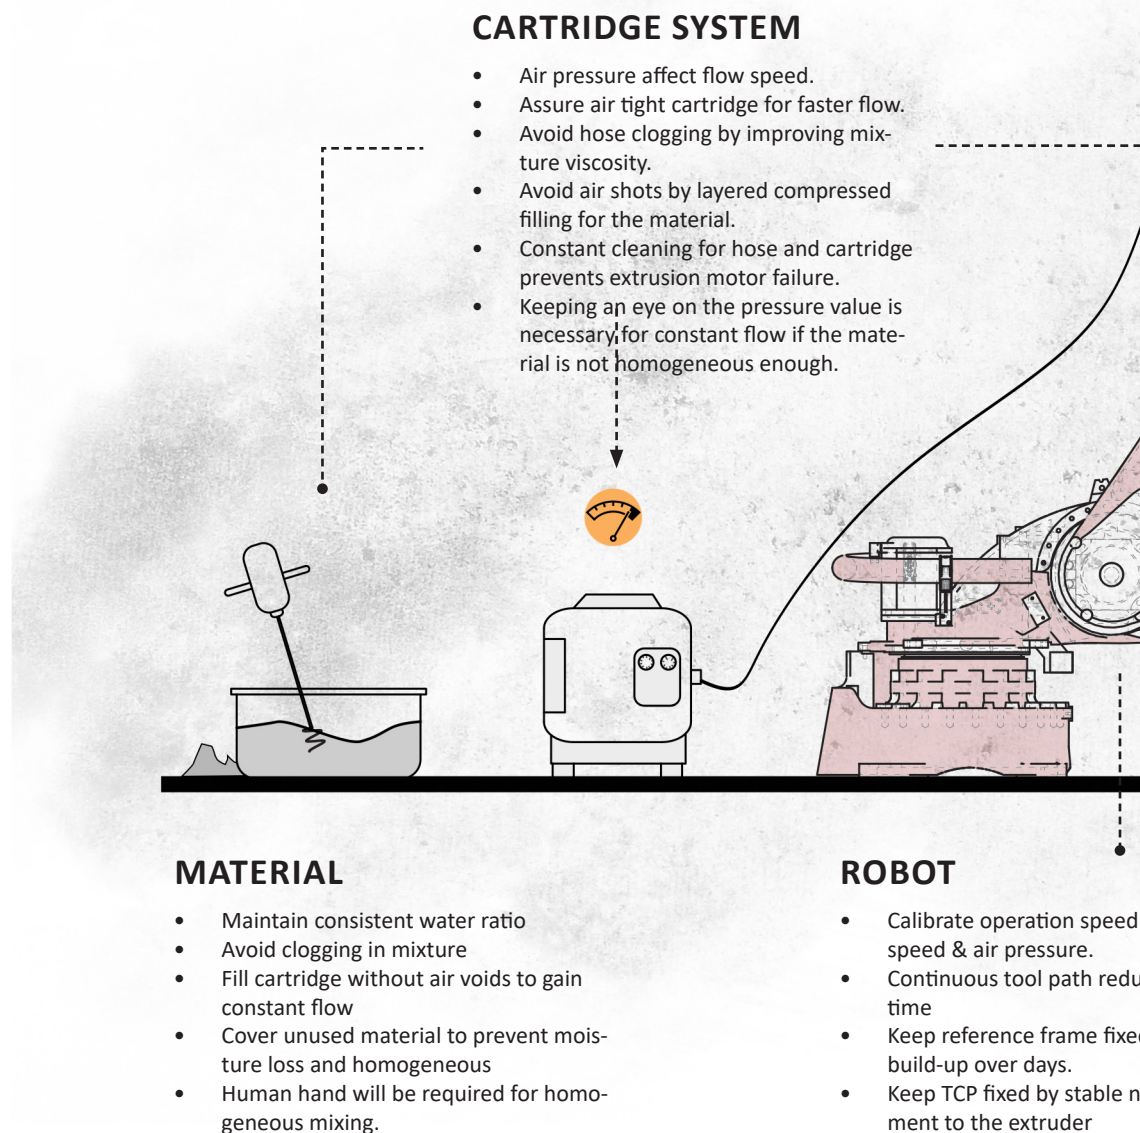 CARTRIDGE SYSTEM
• Air pressure affect flow speed.
• Assure air tight cartridge for faster flow.
• Avoid hose clogging by improving mix-
ture viscosity.
• Avoid air shots by layered compressed
filling for the material.
• Constant cleaning for hose and cartridge
prevents extrusion motor failure.
• Keeping an eye on the pressure value is
necessary for constant flow if the mate-
rial is not homogeneous enough.
MATERIAL
• Maintain consistent water ratio
• Avoid clogging in mixture
• Fill cartridge without air voids to gain
constant flow
• Cover unused material to prevent mois-
ture loss and homogeneous
• Human hand will be required for homo-
geneous mixing.
ROBOT
• Calibrate operation speed
speed & air pressure.
• Continuous tool path
time
• Keep reference frame
build-up over days.
• Keep TCP fixed by stable
ment to the extruder